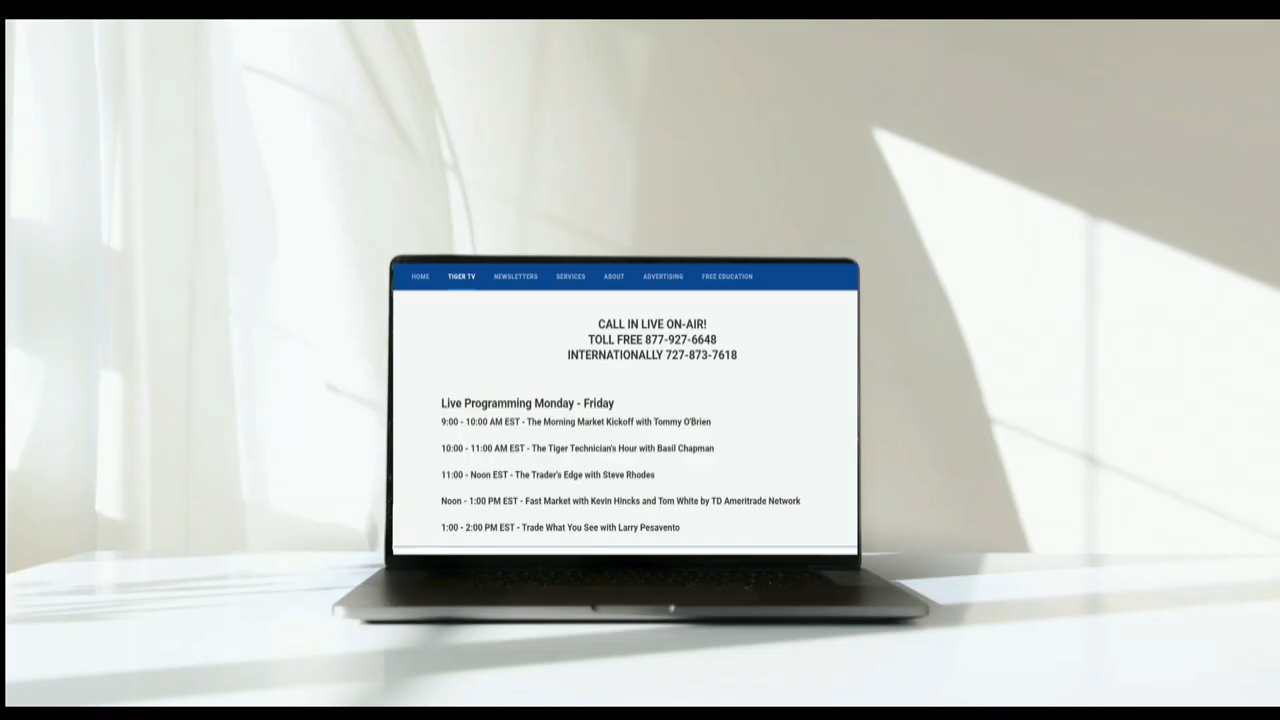 HOME TIGER TV NEWSLETTERS SERVICES ABOUT ADVERTISING FREE EDUCATION
CALL IN LIVE ON-AIR!
TOLL FREE 877-927-6648
INTERNATIONALLY 727-873-7618
Live Programming Monday - Friday
9:00 - 10:00 AM EST - The Morning Market Kickoff with Tommy O'Brien
10:00 - 11:00 AM EST - The Tiger Technician's Hour with Basil Chapman
11:00 - Noon EST - The Trader's Edge with Steve Rhodes
Noon - 1:00 PM EST - Fast Market with Kevin Hincks and Tom White by TD Ameritrade Network
1:00 - 2:00 PM EST - Trade What You See with Larry Pesavento